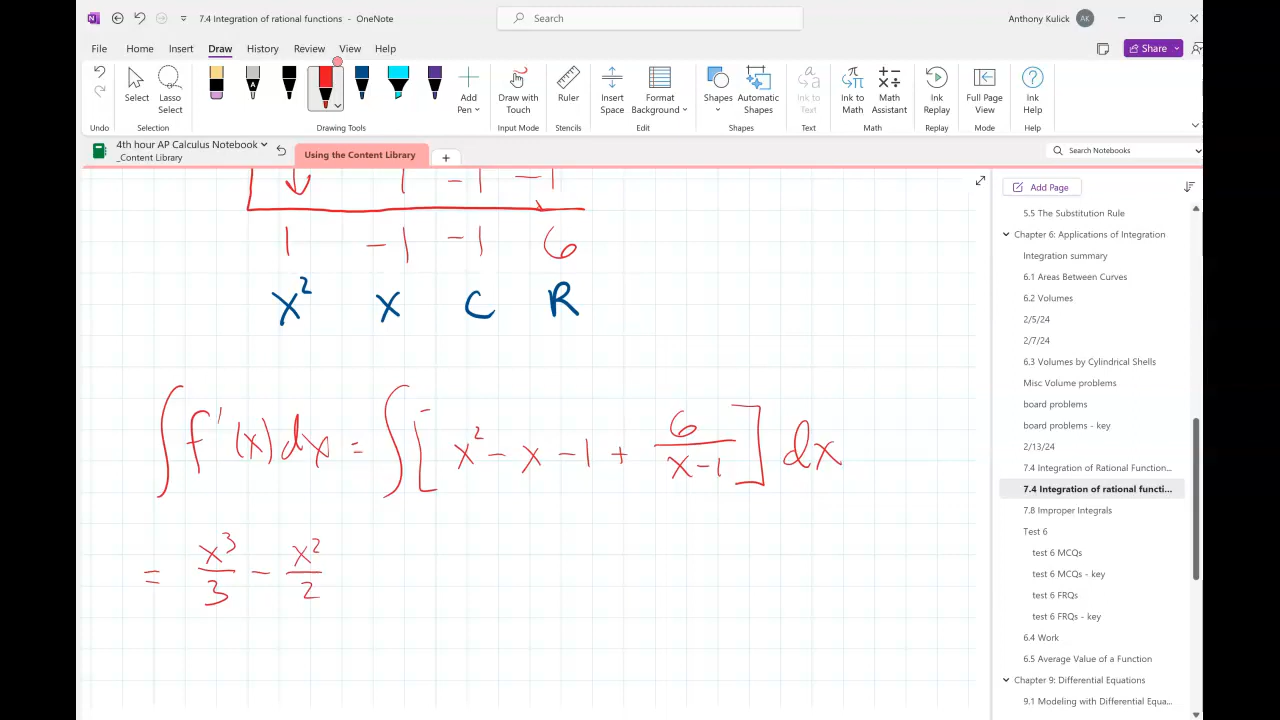 7.4 Integration of rational functions - OneNote
Search
Anthony Kulick AK
File Home Insert Draw History Review View Help
Share
Select Lasso Select
Add Pen
Draw with Touch
Ruler
Insert Space
Format Background
Shapes
Automatic Shapes
Ink to Text
Ink to Math
Math Assistant
Ink Replay
Full Page View
Ink Help
Undo Selection Drawing Tools Input Mode Stencils Edit Shapes Text Math Replay Mode Help
4th hour AP Calculus Notebook
_Content Library
Using the Content Library
+
Search Notebooks
Add Page
5.5 The Substitution Rule
Chapter 6: Applications of Integration
Integration summary
6.1 Areas Between Curves
6.2 Volumes
2/5/24
2/7/24
6.3 Volumes by Cylindrical Shells
Misc Volume problems
board problems
board problems - key
2/13/24
7.4 Integration of Rational Function...
7.4 Integration of rational functi...
7.8 Improper Integrals
Test 6
test 6 MCQs
test 6 MCQs - key
test 6 FRQs
test 6 FRQs - key
6.4 Work
6.5 Average Value of a Function
Chapter 9: Differential Equations
9.1 Modeling with Differential Equa...
↓ 1 -1 -1
1 -1 -1 6
x² x C R
∫ f'(x) dx = ∫ [x² - x - 1 + 6/(x-1)] dx
= x³/3 - x²/2